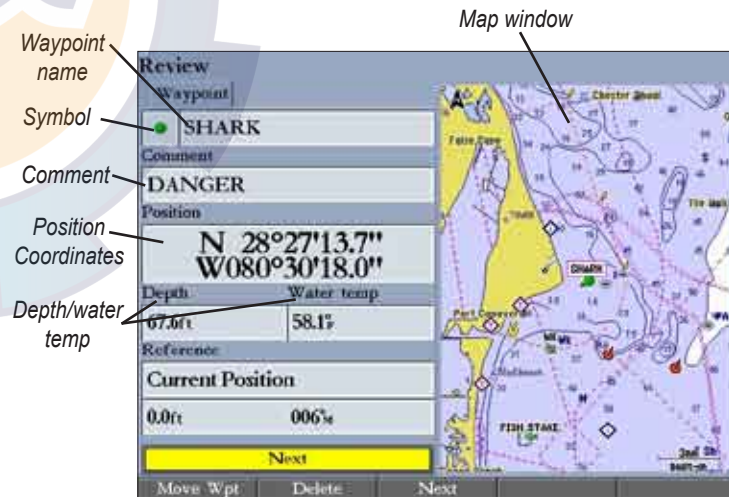 Map window
Waypoint name
Symbol
Comment
Position Coordinates
Depth/water temp
Review
Waypoint
SHARK
Comment
DANGER
Position
N 28°27'13.7"
W080°30'18.0"
Depth Water temp
67.6ft 58.1°F
Reference
Current Position
0.0ft 006°M
Next
Move Wpt Delete Next
Chester Shoal
False Cape
SHARK
Port Canaveral
FISH STAKE